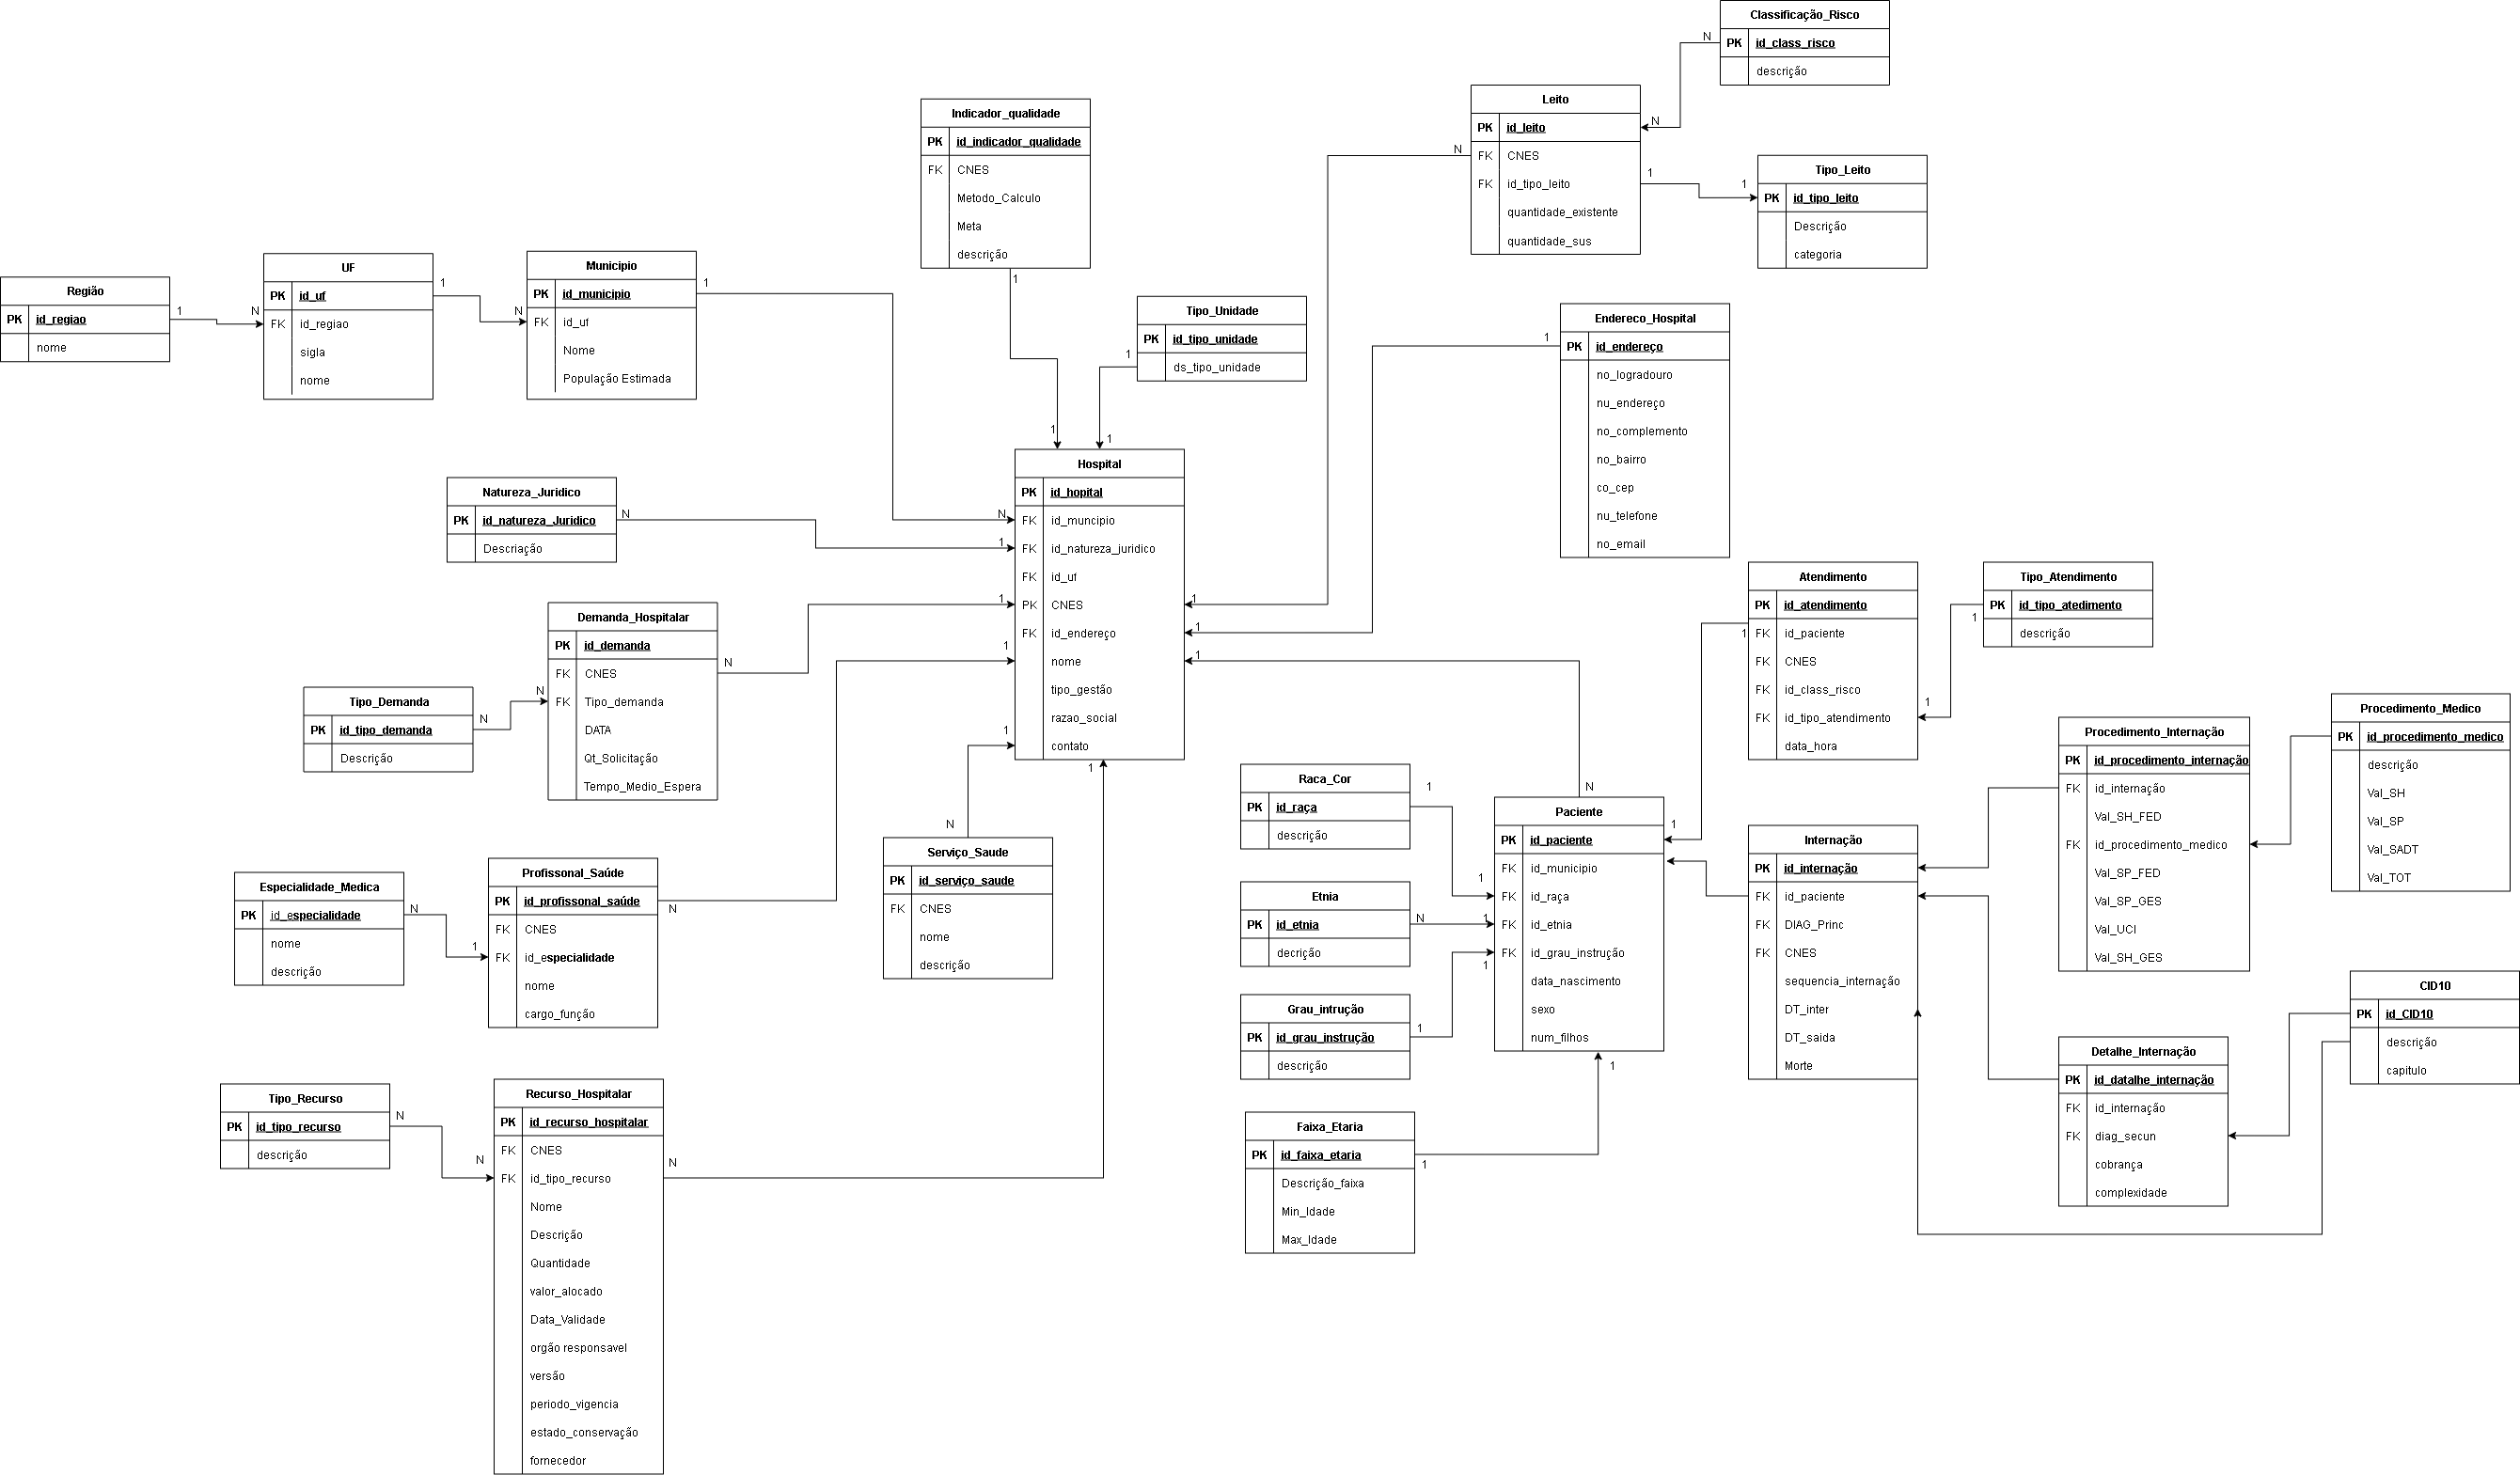 Classificação_Risco
PK id_class_risco
descrição
N
N
Leito
PK id_leito
FK CNES
FK id_tipo_leito
quantidade_existente
quantidade_sus
N
1
1
Tipo_Leito
PK id_tipo_leito
Descrição
categoria
Indicador_qualidade
PK id_indicador_qualidade
FK CNES
Metodo_Calculo
Meta
descrição
1
1
Região
PK id_regiao
nome
1
N
UF
PK id_uf
FK id_regiao
sigla
nome
1
N
Municipio
PK id_municipio
FK id_uf
Nome
População Estimada
1
N
Tipo_Unidade
PK id_tipo_unidade
ds_tipo_unidade
1
1
Endereco_Hospital
PK id_endereço
no_logradouro
nu_endereço
no_complemento
no_bairro
co_cep
nu_telefone
no_email
1
1
Hospital
PK id_hopital
FK id_muncipio
FK id_natureza_juridico
FK id_uf
PK CNES
FK id_endereço
nome
tipo_gestão
razao_social
contato
1
1
Natureza_Juridico
PK id_natureza_Juridico
Descriação
N
1
Demanda_Hospitalar
PK id_demanda
FK CNES
FK Tipo_demanda
DATA
Qt_Solicitação
Tempo_Medio_Espera
N
1
Tipo_Demanda
PK id_tipo_demanda
Descrição
N
N
Atendimento
PK id_atendimento
FK id_paciente
FK CNES
FK id_class_risco
FK id_tipo_atendimento
data_hora
1
1
Tipo_Atendimento
PK id_tipo_atedimento
descrição
1
1
Procedimento_Medico
PK id_procedimento_medico
descrição
Val_SH
Val_SP
Val_SADT
Val_TOT
Procedimento_Internação
PK id_procedimento_internação
FK id_internação
Val_SH_FED
FK id_procedimento_medico
Val_SP_FED
Val_SP_GES
Val_UCI
Val_SH_GES
Raca_Cor
PK id_raça
descrição
1
1
Paciente
PK id_paciente
FK id_municipio
FK id_raça
FK id_etnia
FK id_grau_instrução
data_nascimento
sexo
num_filhos
N
Internação
PK id_internação
FK id_paciente
FK DIAG_Princ
FK CNES
sequencia_internação
DT_inter
DT_saida
Morte
Serviço_Saude
PK id_serviço_saude
FK CNES
nome
descrição
N
1
Profissonal_Saúde
PK id_profissonal_saúde
FK CNES
FK id_especialidade
nome
cargo_função
N
1
Especialidade_Medica
PK id_especialidade
nome
descrição
N
1
Etnia
PK id_etnia
decrição
N
1
Grau_intrução
PK id_grau_instrução
descrição
1
1
CID10
PK id_CID10
descrição
capitulo
Detalhe_Internação
PK id_datalhe_internação
FK id_internação
FK diag_secun
cobrança
complexidade
Tipo_Recurso
PK id_tipo_recurso
descrição
N
N
Recurso_Hospitalar
PK id_recurso_hospitalar
FK CNES
FK id_tipo_recurso
Nome
Descrição
Quantidade
valor_alocado
Data_Validade
orgão responsavel
versão
periodo_vigencia
estado_conservação
fornecedor
N
1
Faixa_Etaria
PK id_faixa_etaria
Descrição_faixa
Min_Idade
Max_Idade
1
1